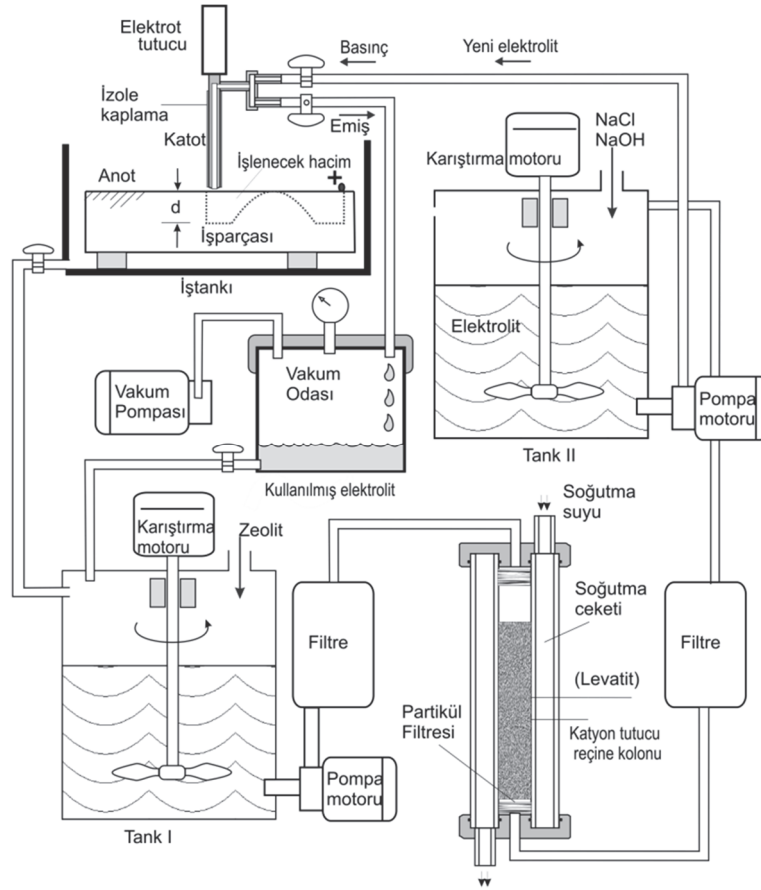 Elektrot
tutucu
Basınç
Yeni elektrolit
İzole
kaplama
Katot
Emiş
NaCl
NaOH
Karıştırma motoru
İşlenecek hacim
Anot
+
d
İşparçası
İştankı
Elektrolit
Vakum
Pompası
Vakum
Odası
Pompa
motoru
Tank II
Kullanılmış elektrolit
Soğutma
suyu
Karıştırma
motoru
Zeolit
Soğutma
ceketi
Filtre
Filtre
(Levatit)
Partikül
Filtresi
Katyon tutucu
reçine kolonu
Pompa
motoru
Tank I